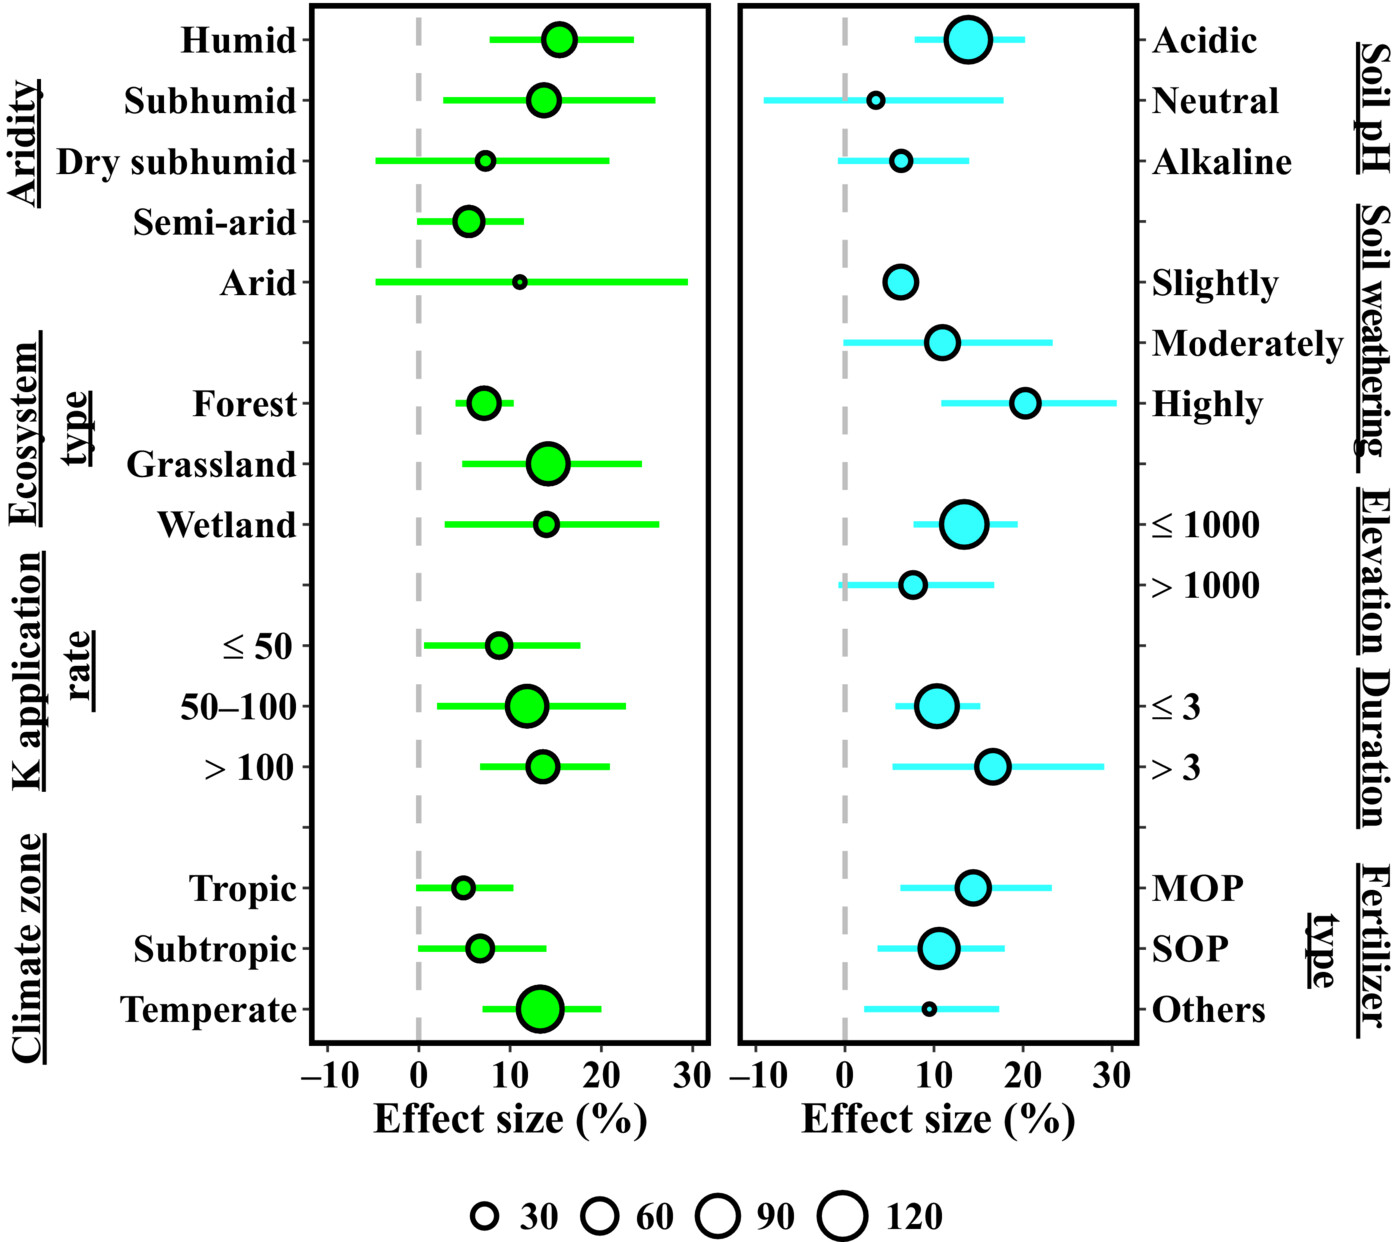 Aridity
Humid
Subhumid
Dry subhumid
Semi-arid
Arid
Ecosystem
type
Forest
Grassland
Wetland
K application
rate
≤ 50
50–100
> 100
Climate zone
Tropic
Subtropic
Temperate
–10 0 10 20 30
Effect size (%)
Soil pH
Acidic
Neutral
Alkaline
Soil weathering
Slightly
Moderately
Highly
Elevation
≤ 1000
> 1000
Duration
≤ 3
> 3
Fertilizer
type
MOP
SOP
Others
–10 0 10 20 30
Effect size (%)
30 60 90 120